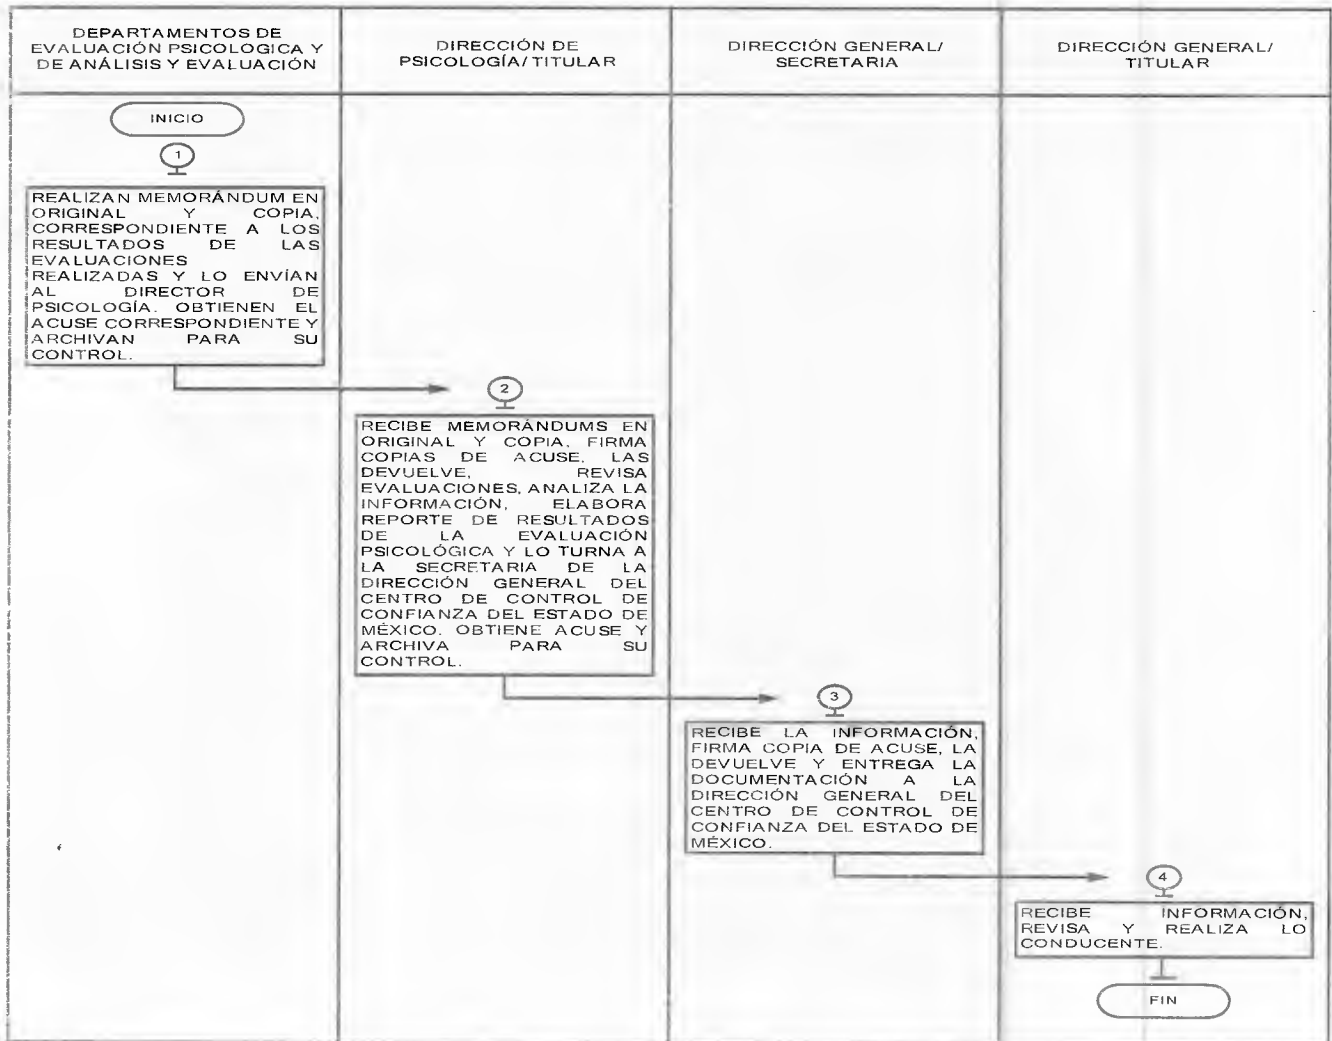 DEPARTAMENTOS DE
EVALUACIÓN PSICOLOGICA Y
DE ANÁLISIS Y EVALUACIÓN
DIRECCIÓN DE
PSICOLOGÍA/TITULAR
DIRECCIÓN GENERAL/
SECRETARIA
DIRECCIÓN GENERAL/
TITULAR
INICIO
1
REALIZAN MEMORÁNDUM EN
ORIGINAL Y COPIA,
CORRESPONDIENTE A LOS
RESULTADOS DE LAS
EVALUACIONES
REALIZADAS Y LO ENVÍAN
AL DIRECTOR DE
PSICOLOGÍA. OBTIENEN EL
ACUSE CORRESPONDIENTE Y
ARCHIVAN PARA SU
CONTROL.
2
RECIBE MEMORÁNDUMS EN
ORIGINAL Y COPIA, FIRMA
COPIAS DE ACUSE, LAS
DEVUELVE, REVISA
EVALUACIONES, ANALIZA LA
INFORMACIÓN, ELABORA
REPORTE DE RESULTADOS
DE LA EVALUACIÓN
PSICOLÓGICA Y LO TURNA A
LA SECRETARIA DE LA
DIRECCIÓN GENERAL DEL
CENTRO DE CONTROL DE
CONFIANZA DEL ESTADO DE
MÉXICO. OBTIENE ACUSE Y
ARCHIVA PARA SU
CONTROL.
3
RECIBE LA INFORMACIÓN,
FIRMA COPIA DE ACUSE, LA
DEVUELVE Y ENTREGA LA
DOCUMENTACIÓN A LA
DIRECCIÓN GENERAL DEL
CENTRO DE CONTROL DE
CONFIANZA DEL ESTADO DE
MÉXICO.
4
RECIBE INFORMACIÓN,
REVISA Y REALIZA LO
CONDUCENTE.
FIN